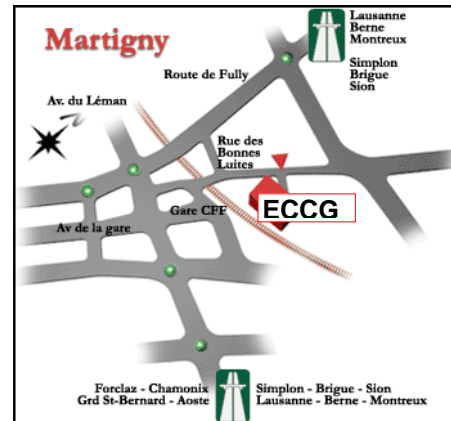 Martigny
Lausanne
Berne
Montreux
Simplon
Brigue
Sion
Route de Fully
Av. du Léman
Rue des
Bonnes
Luites
ECCG
Gare CFF
Av de la gare
Forclaz - Chamonix
Grd St-Bernard - Aoste
Simplon - Brigue - Sion
Lausanne - Berne - Montreux